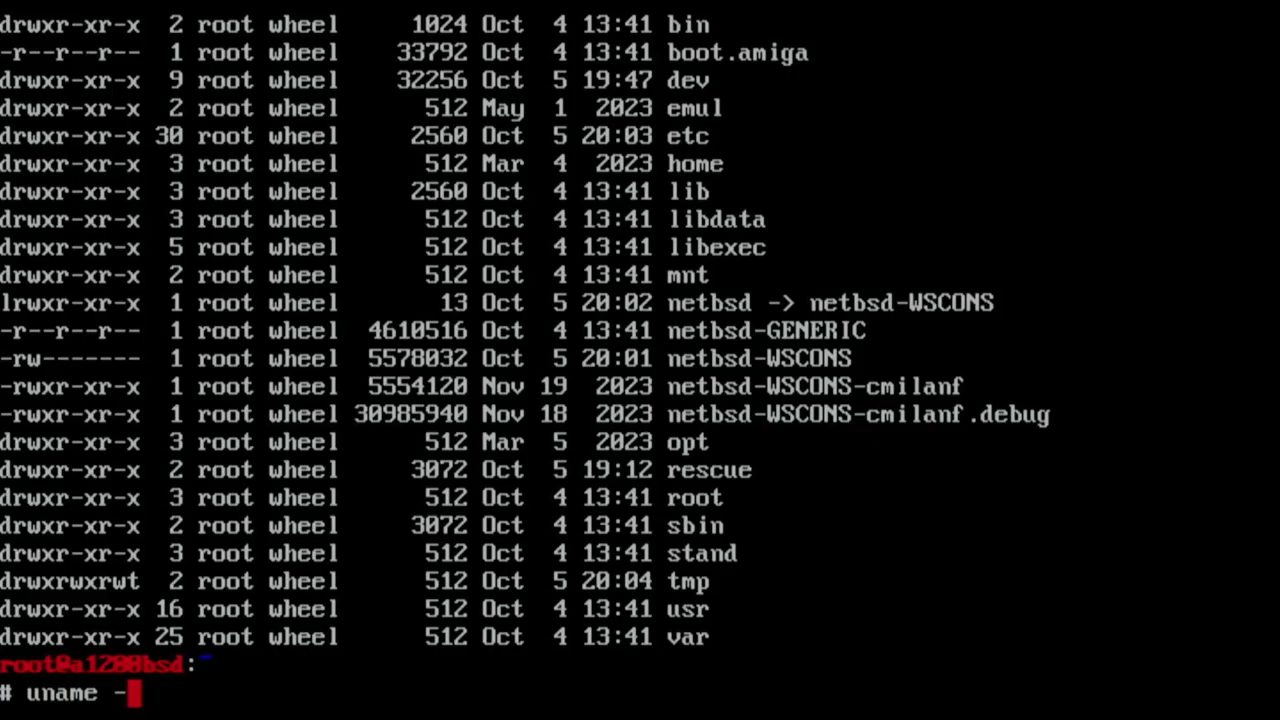 drwxr-xr-x  2 root wheel      1024 Oct  4 13:41 bin
-r--r--r--  1 root wheel     33792 Oct  4 13:41 boot.amiga
drwxr-xr-x  9 root wheel     32256 Oct  5 19:47 dev
drwxr-xr-x  2 root wheel       512 May  1  2023 emul
drwxr-xr-x 30 root wheel      2560 Oct  5 20:03 etc
drwxr-xr-x  3 root wheel       512 Mar  4  2023 home
drwxr-xr-x  3 root wheel      2560 Oct  4 13:41 lib
drwxr-xr-x  3 root wheel       512 Oct  4 13:41 libdata
drwxr-xr-x  5 root wheel       512 Oct  4 13:41 libexec
drwxr-xr-x  2 root wheel       512 Oct  4 13:41 mnt
lrwxr-xr-x  1 root wheel        13 Oct  5 20:02 netbsd -> netbsd-WSCONS
-r--r--r--  1 root wheel   4610516 Oct  4 13:41 netbsd-GENERIC
-rw-------  1 root wheel   5578032 Oct  5 20:01 netbsd-WSCONS
-rwxr-xr-x  1 root wheel   5554120 Nov 19  2023 netbsd-WSCONS-cmilanf
-rwxr-xr-x  1 root wheel  30985940 Nov 18  2023 netbsd-WSCONS-cmilanf.debug
drwxr-xr-x  3 root wheel       512 Mar  5  2023 opt
drwxr-xr-x  2 root wheel      3072 Oct  5 19:12 rescue
drwxr-xr-x  3 root wheel       512 Oct  4 13:41 root
drwxr-xr-x  2 root wheel      3072 Oct  4 13:41 sbin
drwxr-xr-x  3 root wheel       512 Oct  4 13:41 stand
drwxrwxrwt  2 root wheel       512 Oct  5 20:04 tmp
drwxr-xr-x 16 root wheel       512 Oct  4 13:41 usr
drwxr-xr-x 25 root wheel       512 Oct  4 13:41 var
root@a1200bsd:~
# uname -